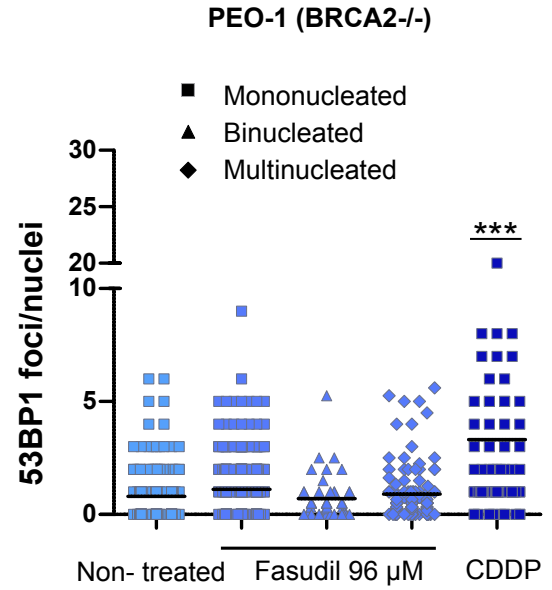 PEO-1 (BRCA2-/-)
Mononucleated
Binucleated
Multinucleated
53BP1 foci/nuclei
30
25
20
10
5
0
***
Non- treated
Fasudil 96 μM
CDDP